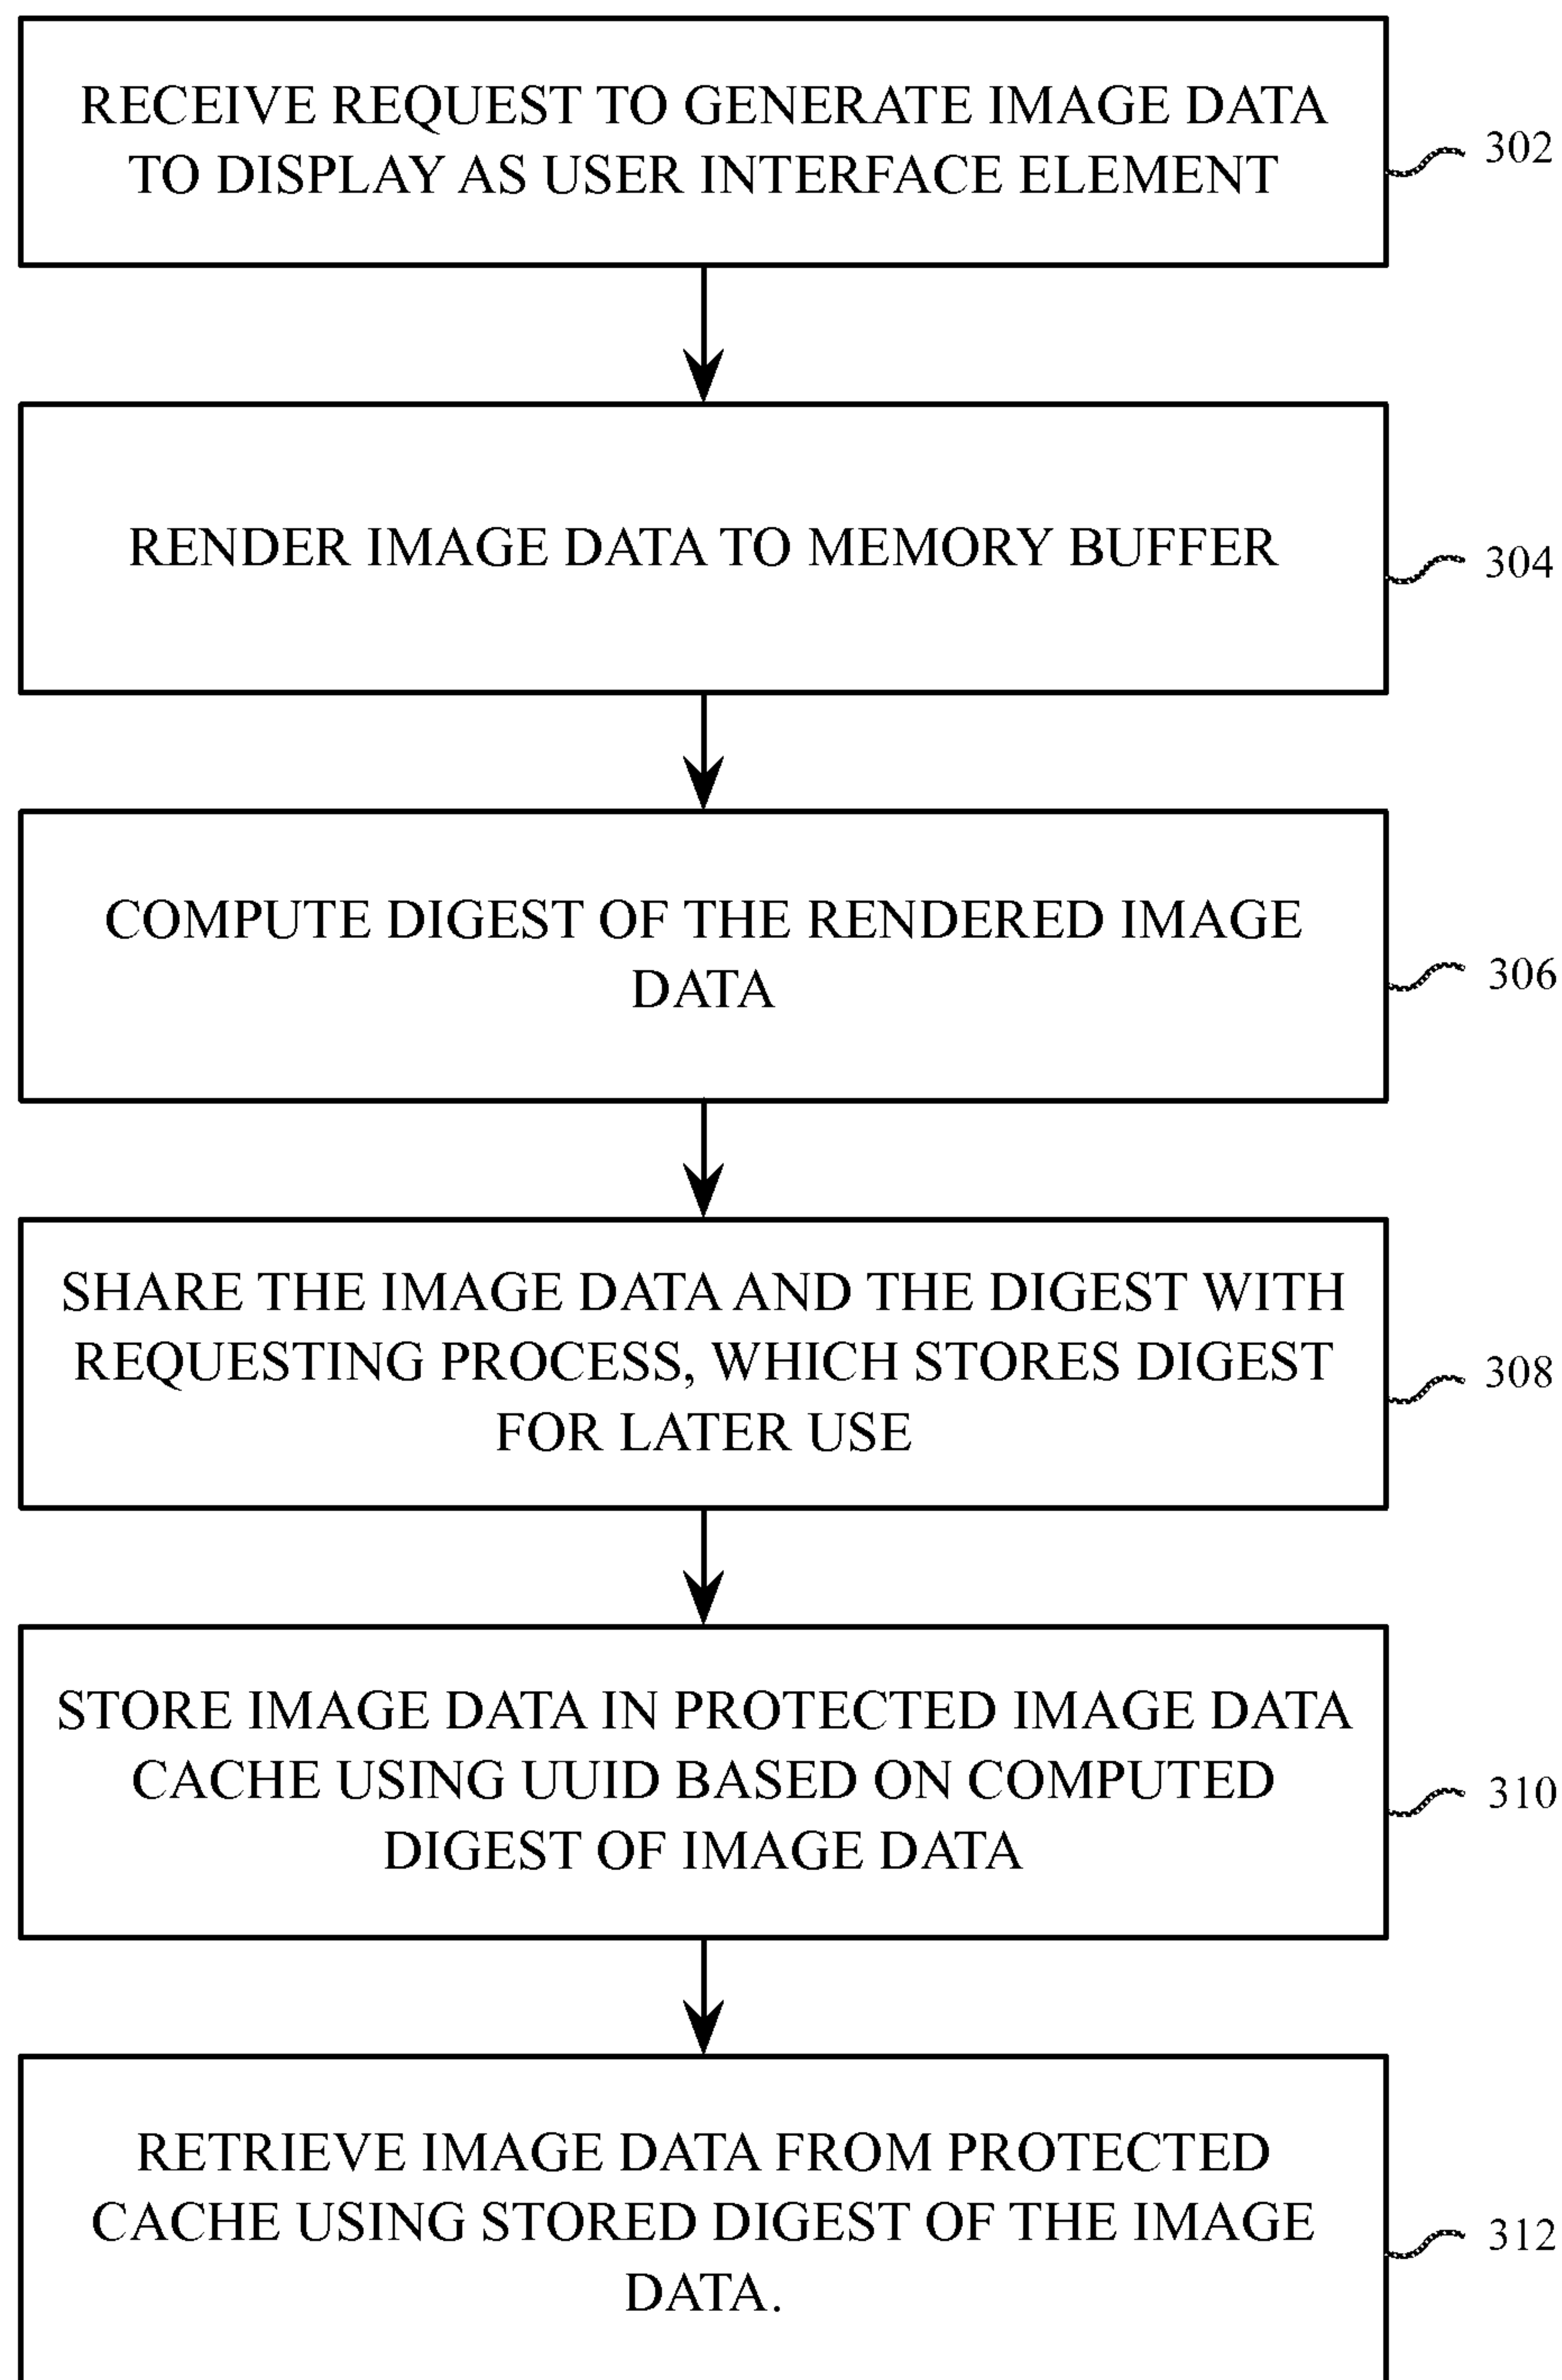 RECEIVE REQUEST TO GENERATE IMAGE DATA
TO DISPLAY AS USER INTERFACE ELEMENT
302
RENDER IMAGE DATA TO MEMORY BUFFER
304
COMPUTE DIGEST OF THE RENDERED IMAGE
DATA
306
SHARE THE IMAGE DATA AND THE DIGEST WITH
REQUESTING PROCESS, WHICH STORES DIGEST
FOR LATER USE
308
STORE IMAGE DATA IN PROTECTED IMAGE DATA
CACHE USING UUID BASED ON COMPUTED
DIGEST OF IMAGE DATA
310
RETRIEVE IMAGE DATA FROM PROTECTED
CACHE USING STORED DIGEST OF THE IMAGE
DATA.
312